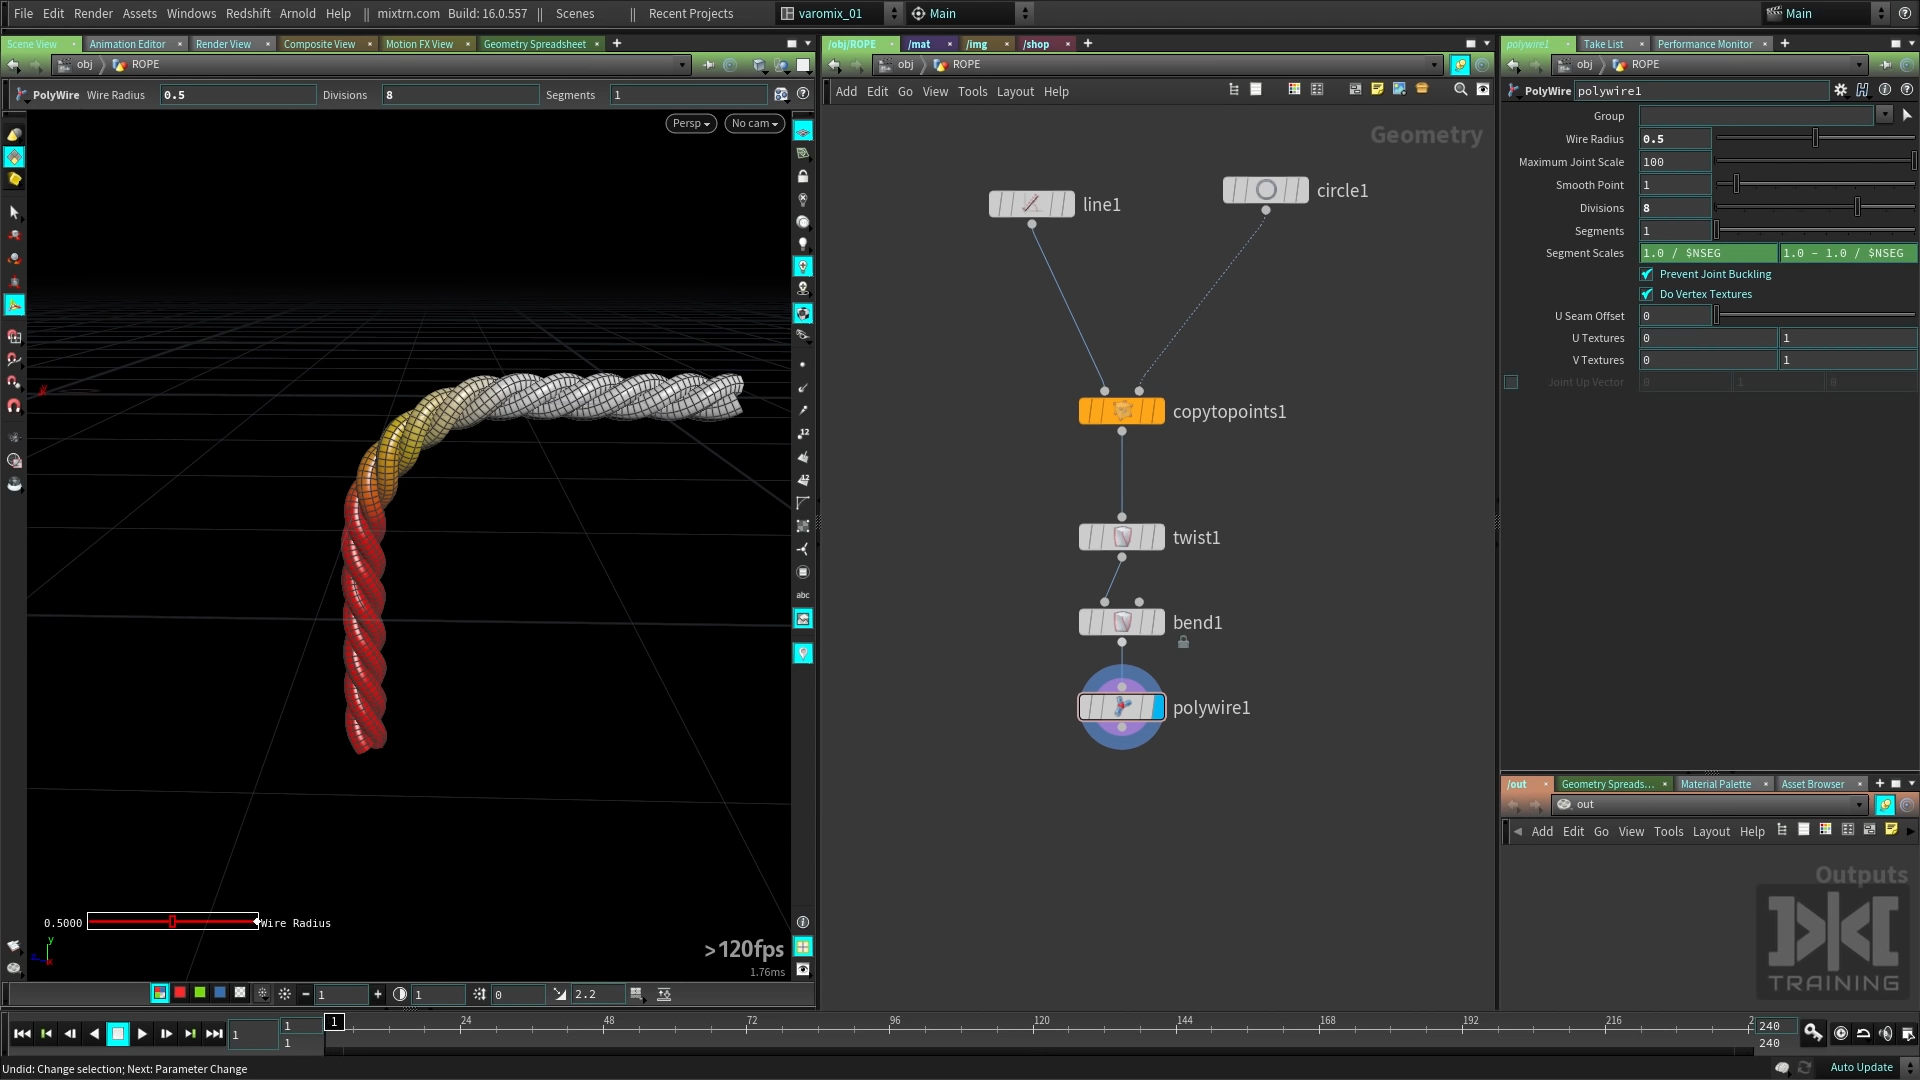 File Edit Render Assets Windows Redshift Arnold Help || mixtrn.com Build: 16.0.557 || Scenes || Recent Projects varomix_01 Main Main
Scene View Animation Editor Render View Composite View Motion FX View Geometry Spreadsheet
obj ROPE
PolyWire Wire Radius 0.5 Divisions 8 Segments 1
Persp No cam
12
12
abc
0.5000 Wire Radius
y
>120fps
1.76ms
1 1 0 2.2
/obj/ROPE /mat /img /shop
obj ROPE
Add Edit Go View Tools Layout Help
Geometry
line1
circle1
copytopoints1
twist1
bend1
polywire1
polywire1 Take List Performance Monitor
obj ROPE
PolyWire polywire1
Group
Wire Radius 0.5
Maximum Joint Scale 100
Smooth Point 1
Divisions 8
Segments 1
Segment Scales 1.0 / $NSEG 1.0 - 1.0 / $NSEG
Prevent Joint Buckling
Do Vertex Textures
U Seam Offset 0
U Textures 0 1
V Textures 0 1
Joint Up Vector 0 1 0
/out Geometry Spreads... Material Palette Asset Browser
out
Add Edit Go View Tools Layout Help
Outputs
TRAINING
1 1 1 1 24 48 72 96 120 144 168 192 216 2 240
240
Undid: Change selection; Next: Parameter Change
Auto Update